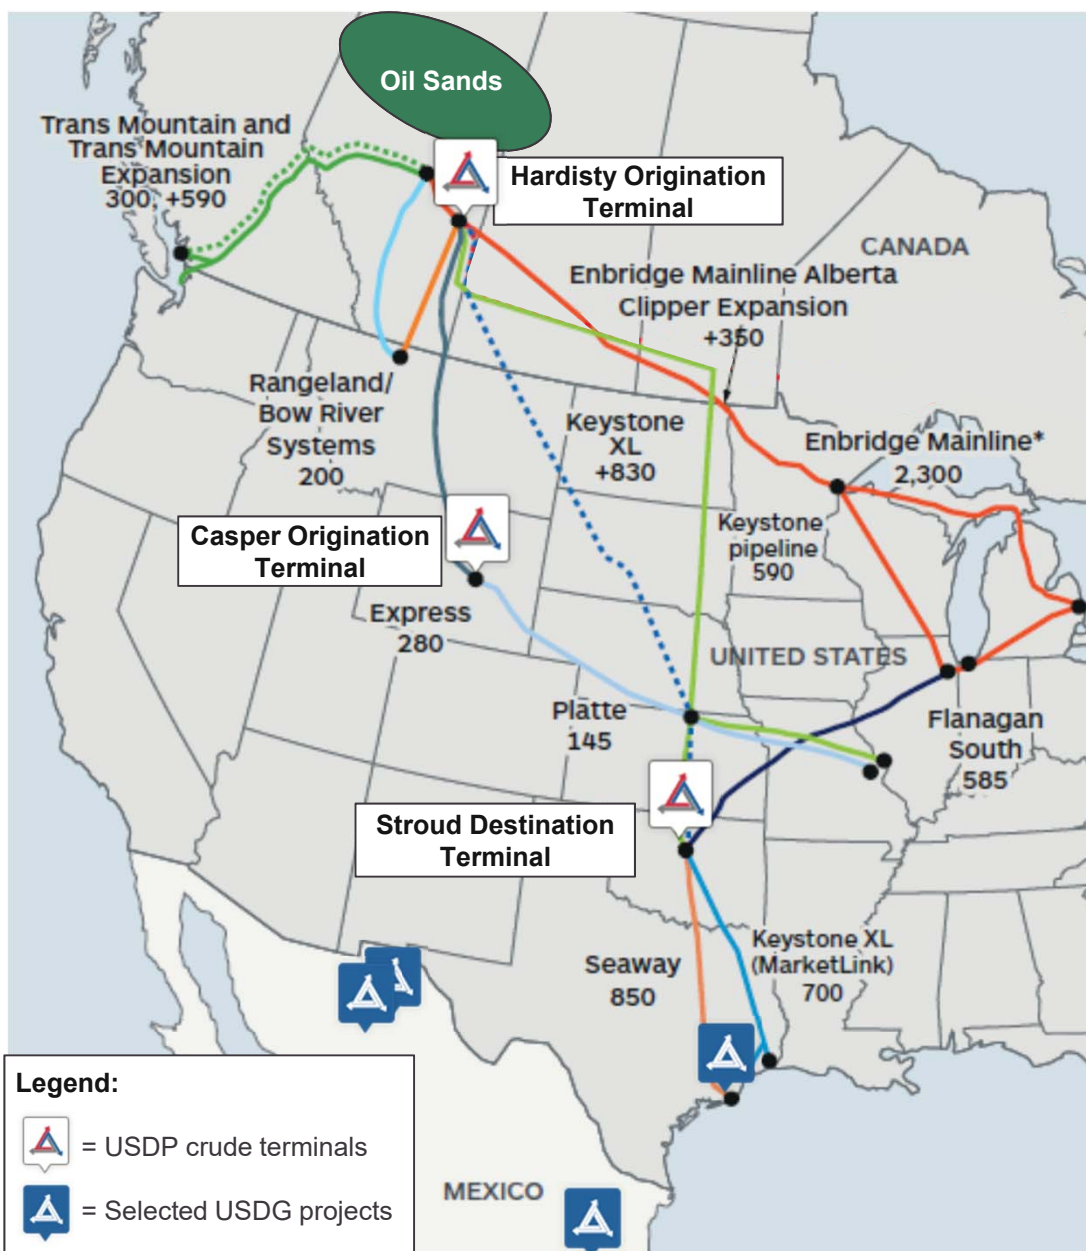 Oil Sands
Trans Mountain and
Trans Mountain
Expansion
300, +590
Hardisty Origination
Terminal
CANADA
Enbridge Mainline Alberta
Clipper Expansion
+350
Rangeland/
Bow River
Systems
200
Keystone
XL
+830
Enbridge Mainline*
2,300
Keystone
pipeline
590
Casper Origination
Terminal
Express
280
UNITED STATES
Platte
145
Flanagan
South
585
Stroud Destination
Terminal
Seaway
850
Keystone XL
(MarketLink)
700
Legend:
= USDP crude terminals
= Selected USDG projects
MEXICO